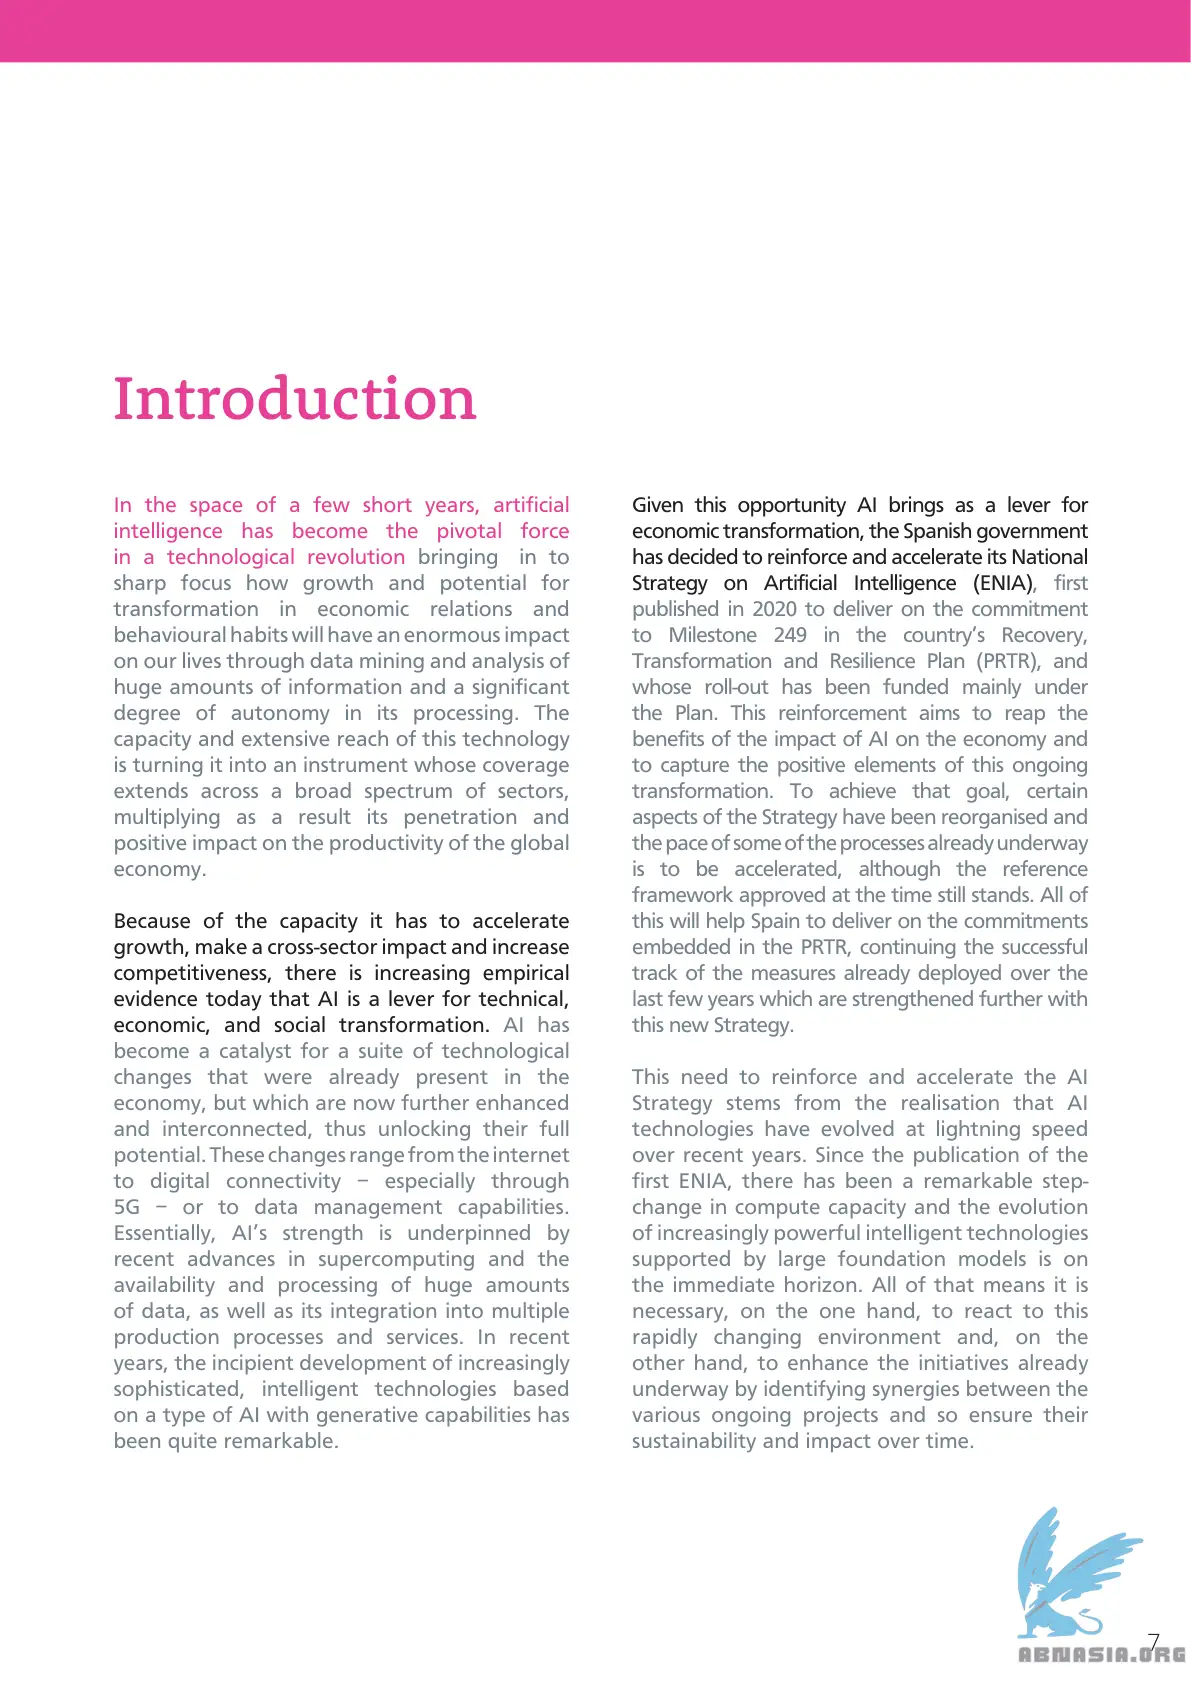 Introduction
In the space of a few short years, artificial
intelligence has become the pivotal force
in a technological revolution bringing in to
sharp focus how growth and potential for
transformation in economic relations and
behavioural habits will have an enormous impact
on our lives through data mining and analysis of
huge amounts of information and a significant
degree of autonomy in its processing. The
capacity and extensive reach of this technology
is turning it into an instrument whose coverage
extends across a broad spectrum of sectors,
multiplying as a result its penetration and
positive impact on the productivity of the global
economy.
Because of the capacity it has to accelerate
growth, make a cross-sector impact and increase
competitiveness, there is increasing empirical
evidence today that AI is a lever for technical,
economic, and social transformation. AI has
become a catalyst for a suite of technological
changes that were already present in the
economy, but which are now further enhanced
and interconnected, thus unlocking their full
potential. These changes range from the internet
to digital connectivity – especially through
5G – or to data management capabilities.
Essentially, AI’s strength is underpinned by
recent advances in supercomputing and the
availability and processing of huge amounts
of data, as well as its integration into multiple
production processes and services. In recent
years, the incipient development of increasingly
sophisticated, intelligent technologies based
on a type of AI with generative capabilities has
been quite remarkable.
Given this opportunity AI brings as a lever for
economic transformation, the Spanish government
has decided to reinforce and accelerate its National
Strategy on Artificial Intelligence (ENIA), first
published in 2020 to deliver on the commitment
to Milestone 249 in the country’s Recovery,
Transformation and Resilience Plan (PRTR), and
whose roll-out has been funded mainly under
the Plan. This reinforcement aims to reap the
benefits of the impact of AI on the economy and
to capture the positive elements of this ongoing
transformation. To achieve that goal, certain
aspects of the Strategy have been reorganised and
the pace of some of the processes already underway
is to be accelerated, although the reference
framework approved at the time still stands. All of
this will help Spain to deliver on the commitments
embedded in the PRTR, continuing the successful
track of the measures already deployed over the
last few years which are strengthened further with
this new Strategy.
This need to reinforce and accelerate the AI
Strategy stems from the realisation that AI
technologies have evolved at lightning speed
over recent years. Since the publication of the
first ENIA, there has been a remarkable step-
change in compute capacity and the evolution
of increasingly powerful intelligent technologies
supported by large foundation models is on
the immediate horizon. All of that means it is
necessary, on the one hand, to react to this
rapidly changing environment and, on the
other hand, to enhance the initiatives already
underway by identifying synergies between the
various ongoing projects and so ensure their
sustainability and impact over time.
7
ABNASIA.ORG